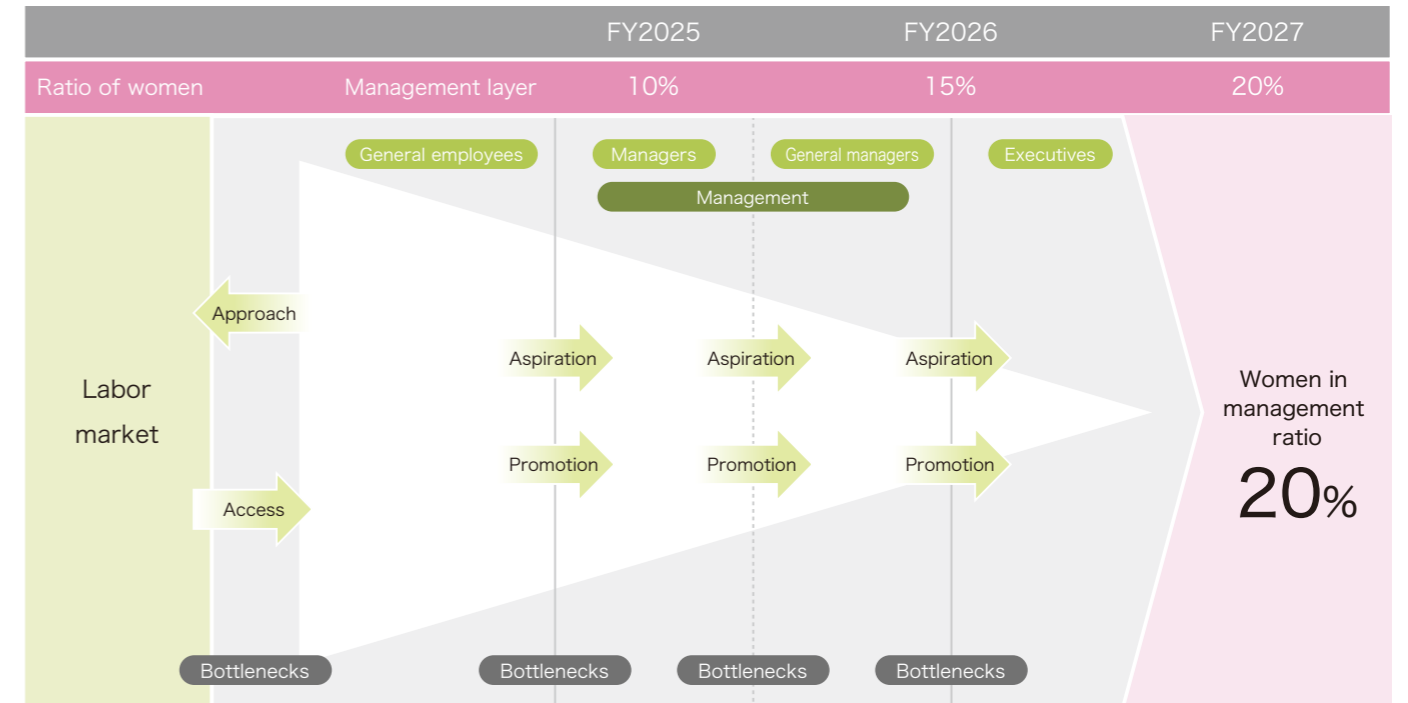 FY2025 FY2026 FY2027
Ratio of women Management layer 10% 15% 20%
General employees Managers General managers Executives
Management
Approach
Aspiration Aspiration Aspiration
Labor
market
Women in
management
ratio
20%
Promotion Promotion Promotion
Access
Bottlenecks Bottlenecks Bottlenecks Bottlenecks